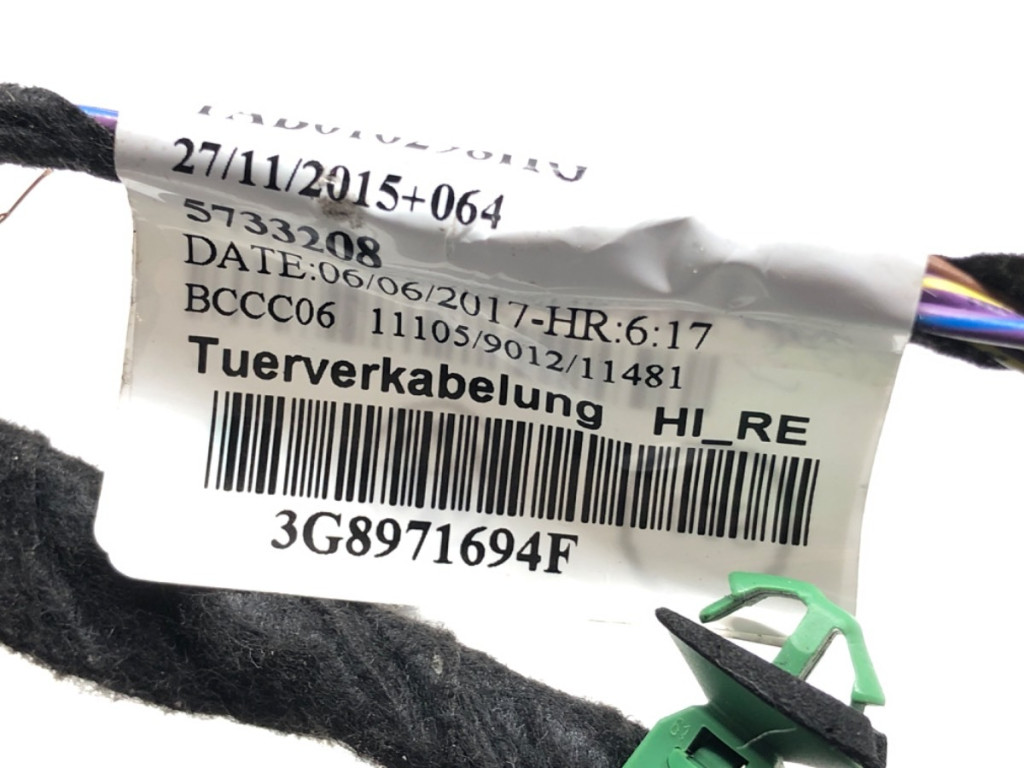 27/11/2015+064
5733208
DATE:06/06/2017-HR:6:17
BCCC06 11105/9012/11481
Tuerverkabelung HI_RE
3G8971694F